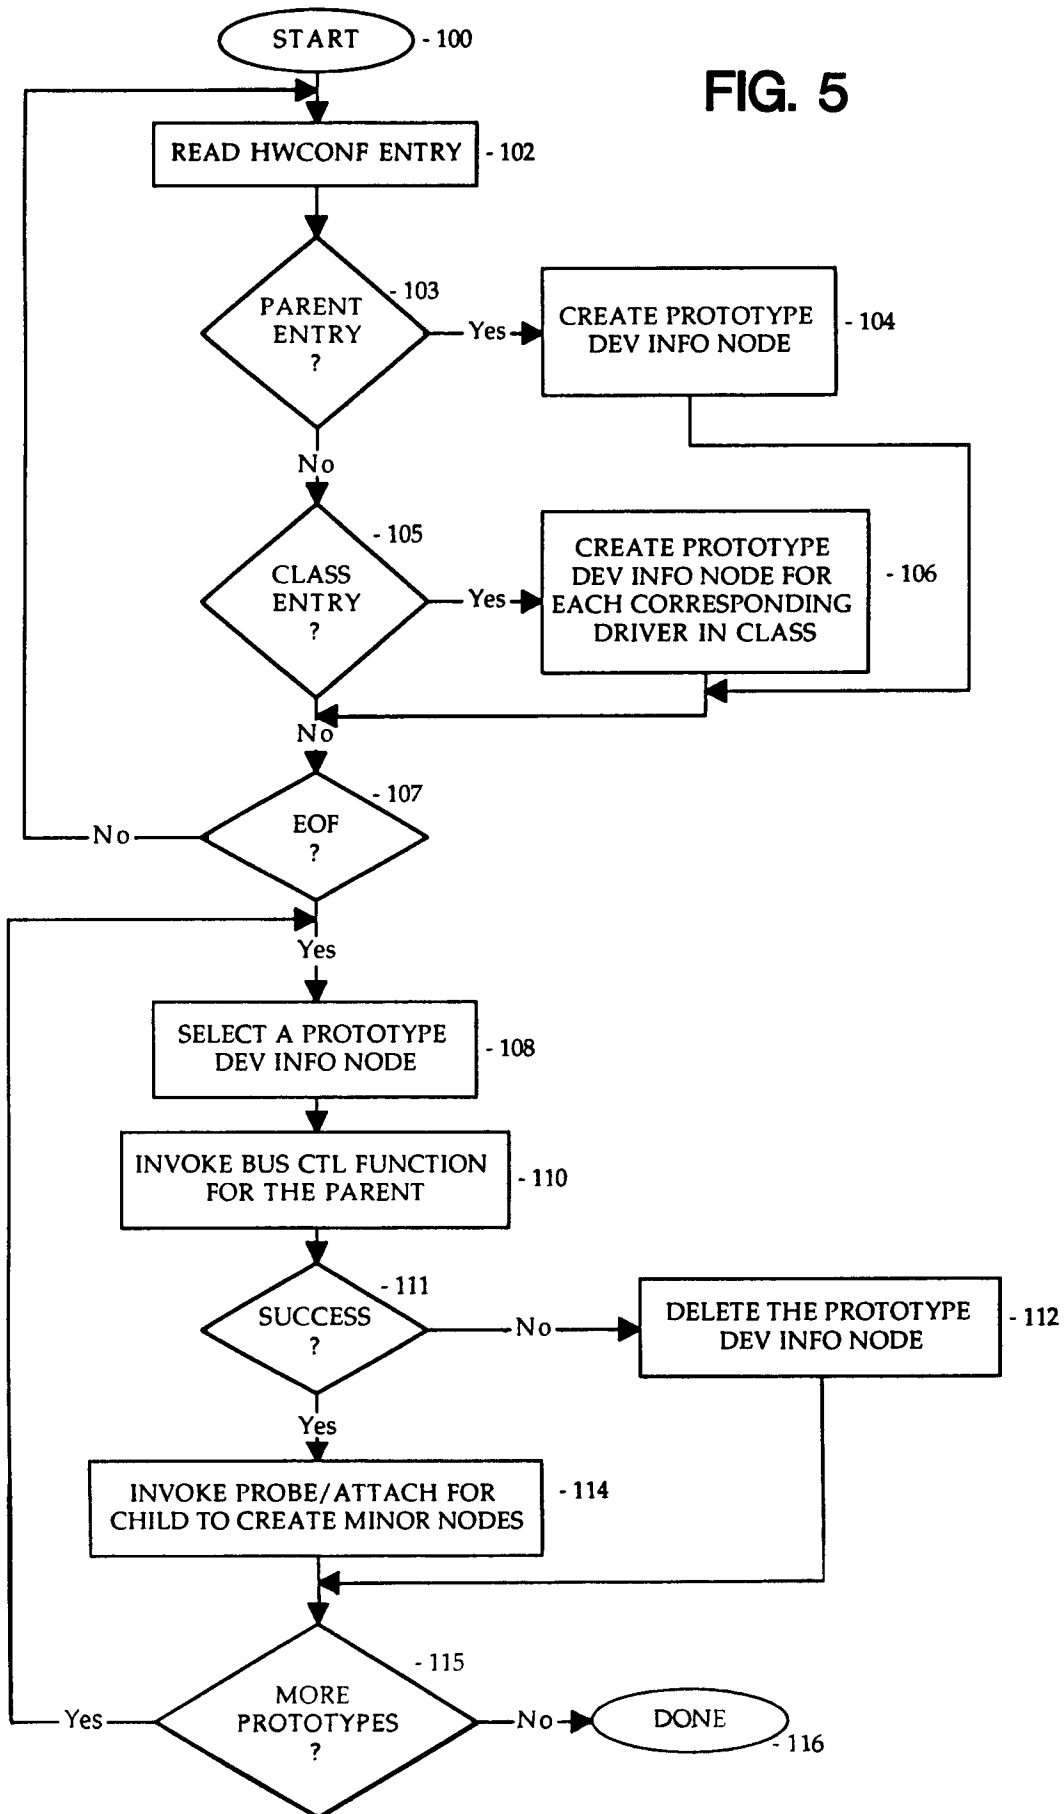 START
- 100
FIG. 5
READ HWCONF ENTRY
- 102
- 103
PARENT
ENTRY
?
Yes
CREATE PROTOTYPE
DEV INFO NODE
- 104
No
- 105
CLASS
ENTRY
?
Yes
CREATE PROTOTYPE
DEV INFO NODE FOR
EACH CORRESPONDING
DRIVER IN CLASS
- 106
No
- 107
EOF
?
No
Yes
SELECT A PROTOTYPE
DEV INFO NODE
- 108
INVOKE BUS CTL FUNCTION
FOR THE PARENT
- 110
- 111
SUCCESS
?
No
DELETE THE PROTOTYPE
DEV INFO NODE
- 112
Yes
INVOKE PROBE/ATTACH FOR
CHILD TO CREATE MINOR NODES
- 114
- 115
MORE
PROTOTYPES
?
Yes
No
DONE
- 116